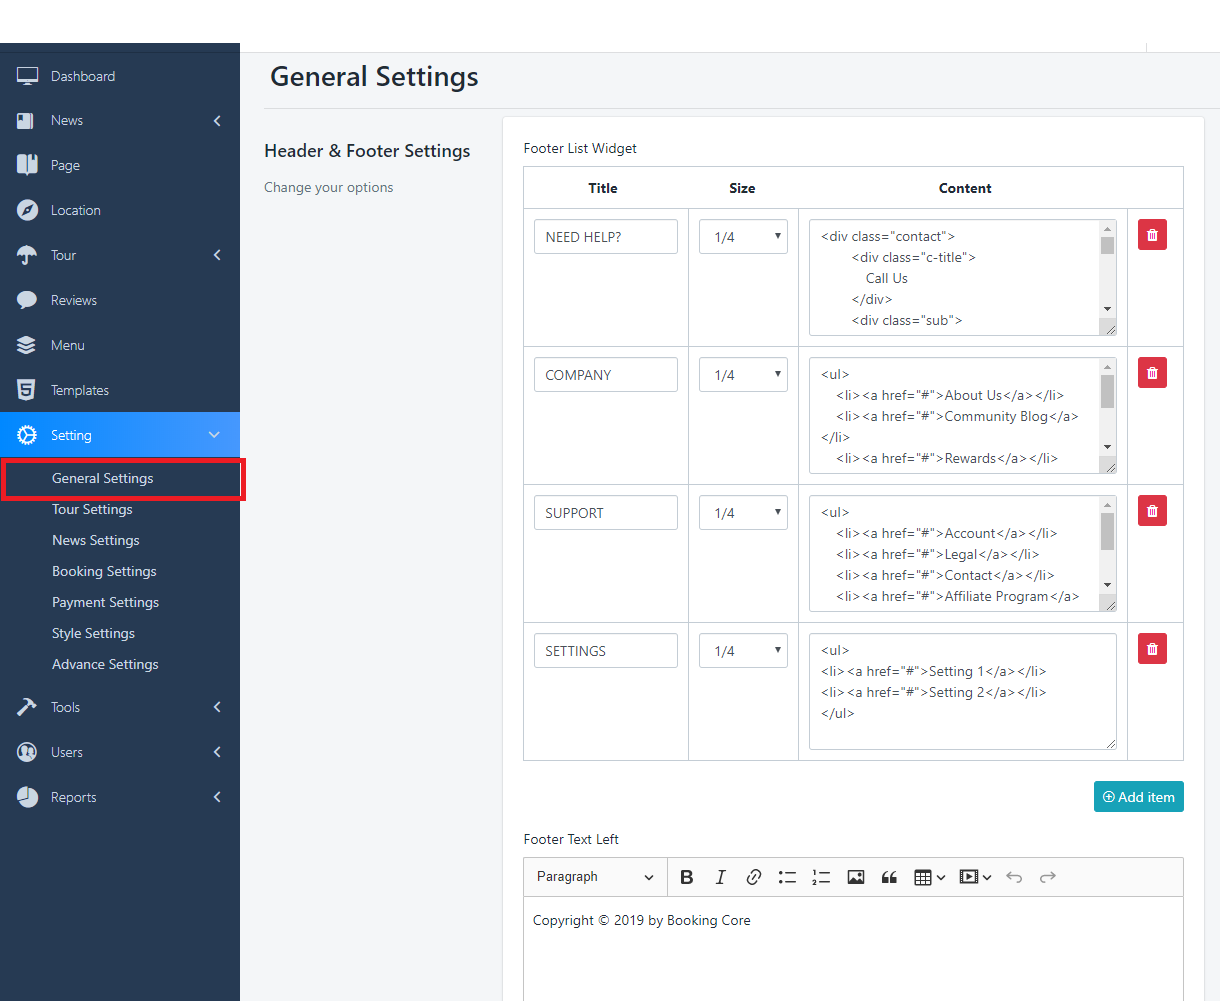 Dashboard
News
Page
Location
Tour
Reviews
Menu
Templates
Setting
General Settings
Tour Settings
News Settings
Booking Settings
Payment Settings
Style Settings
Advance Settings
Tools
Users
Reports
General Settings
Header & Footer Settings
Change your options
Footer List Widget
Title Size Content
NEED HELP? 1/4
<div class="contact">
<div class="c-title">
Call Us
</div>
<div class="sub">
COMPANY 1/4
<ul>
<li><a href="#">About Us</a></li>
<li><a href="#">Community Blog</a>
</li>
<li><a href="#">Rewards</a></li>
SUPPORT 1/4
<ul>
<li><a href="#">Account</a></li>
<li><a href="#">Legal</a></li>
<li><a href="#">Contact</a></li>
<li><a href="#">Affiliate Program</a>
SETTINGS 1/4
<ul>
<li><a href="#">Setting 1</a></li>
<li><a href="#">Setting 2</a></li>
</ul>
Add item
Footer Text Left
Paragraph
Copyright © 2019 by Booking Core